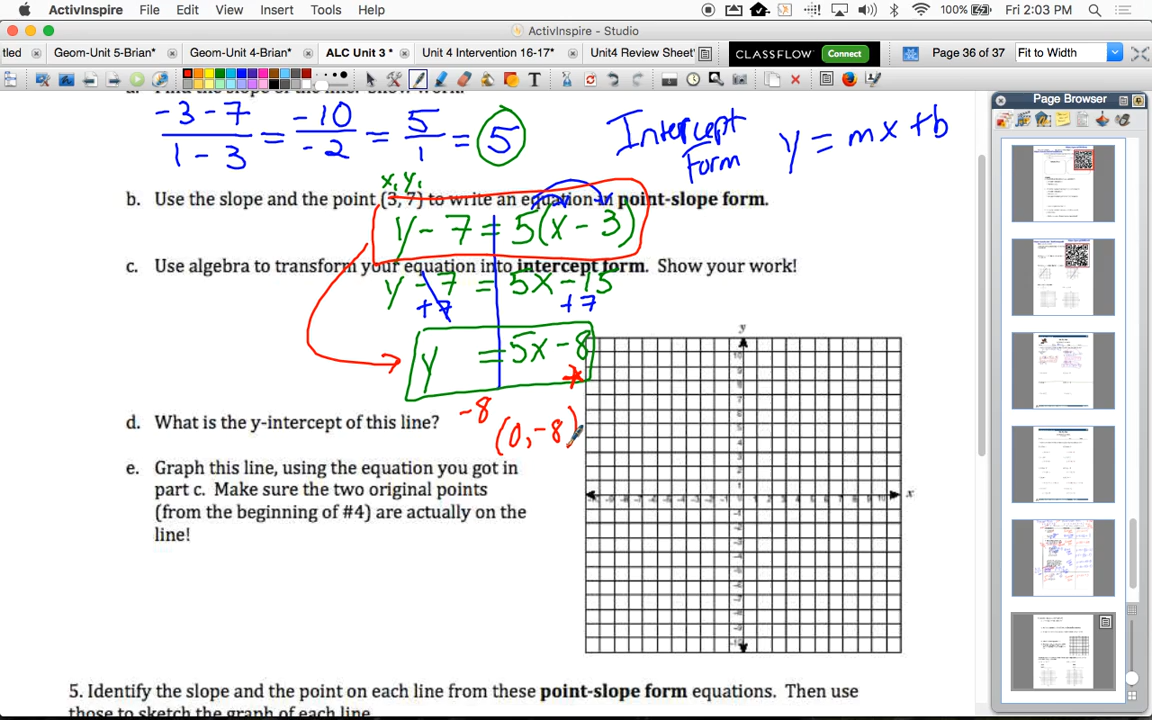 ActivInspire File Edit View Insert Tools Help 100% Fri 2:03 PM
ActivInspire - Studio
tled Geom-Unit 5-Brian* Geom-Unit 4-Brian* ALC Unit 3 * Unit 4 Intervention 16-17* Unit4 Review Sheet' CLASSFLOW Connect Page 36 of 37 Fit to Width
Page Browser
-3 - 7 / 1 - 3 = -10 / -2 = 5 / 1 = 5
Intercept Form y = mx + b
x₁ y₁
b. Use the slope and the point (3, 7) to write an equation in point-slope form.
y - 7 = 5(x - 3)
c. Use algebra to transform your equation into intercept form. Show your work!
y - 7 = 5x - 15
+7 +7
y = 5x - 8
d. What is the y-intercept of this line? -8 (0, -8)
e. Graph this line, using the equation you got in
part c. Make sure the two original points
(from the beginning of #4) are actually on the
line!
y
x
5. Identify the slope and the point on each line from these point-slope form equations. Then use
those to sketch the graph of each line.